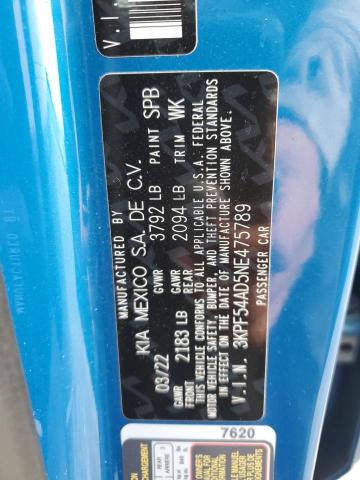 V.I
MANUFACTURED BY
KIA MEXICO S.A. DE C.V.
03/22 GVWR 3792 LB PAINT SPB
GAWR FRONT 2183 LB GAWR REAR 2094 LB TRIM WK
THIS VEHICLE CONFORMS TO ALL APPLICABLE U.S.A. FEDERAL
MOTOR VEHICLE SAFETY, BUMPER, AND THEFT PREVENTION STANDARDS
IN EFFECT ON THE DATE OF MANUFACTURE SHOWN ABOVE.
V.I.N. 3KPF54AD5NE475789
PASSENGER CAR
7620